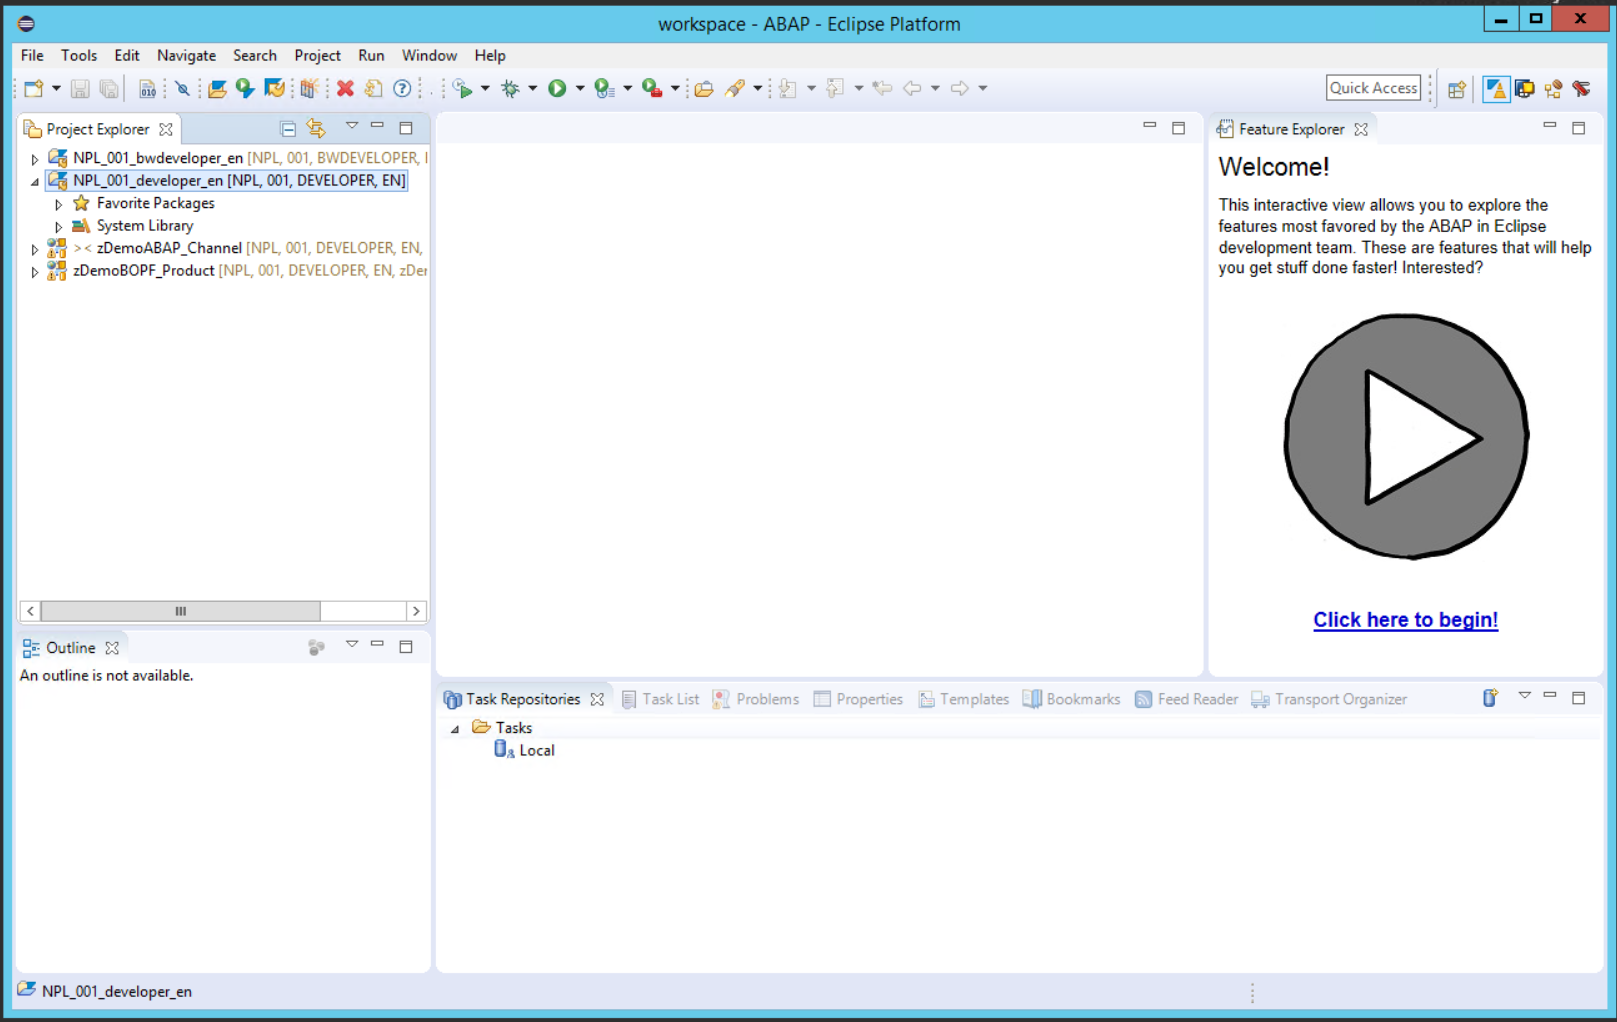 workspace - ABAP - Eclipse Platform
File Tools Edit Navigate Search Project Run Window Help
010
Quick Access
Project Explorer
NPL_001_bwdeveloper_en [NPL, 001, BWDEVELOPER,
NPL_001_developer_en [NPL, 001, DEVELOPER, EN]
Favorite Packages
System Library
> < zDemoABAP_Channel [NPL, 001, DEVELOPER, EN,
zDemoBOPF_Product [NPL, 001, DEVELOPER, EN, zDer
Feature Explorer
Welcome!
This interactive view allows you to explore the
features most favored by the ABAP in Eclipse
development team. These are features that will help
you get stuff done faster! Interested?
Click here to begin!
Outline
An outline is not available.
Task Repositories Task List Problems Properties Templates Bookmarks Feed Reader Transport Organizer
Tasks
Local
NPL_001_developer_en